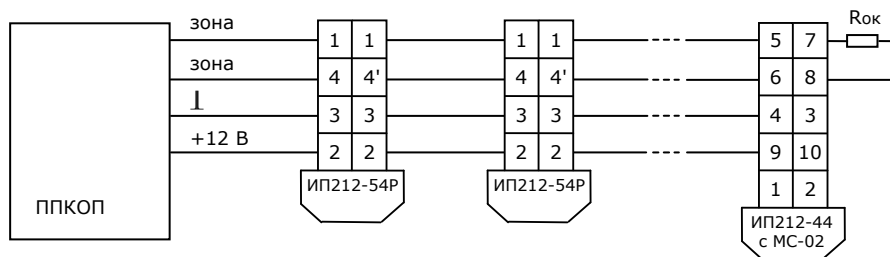 зона
1 1
1 1
5 7
Rок
зона
4 4'
4 4'
6 8
⊥
3 3
3 3
4 3
+12 В
2 2
2 2
9 10
ИП212-54Р
ИП212-54Р
1 2
ППКОП
ИП212-44
с МС-02